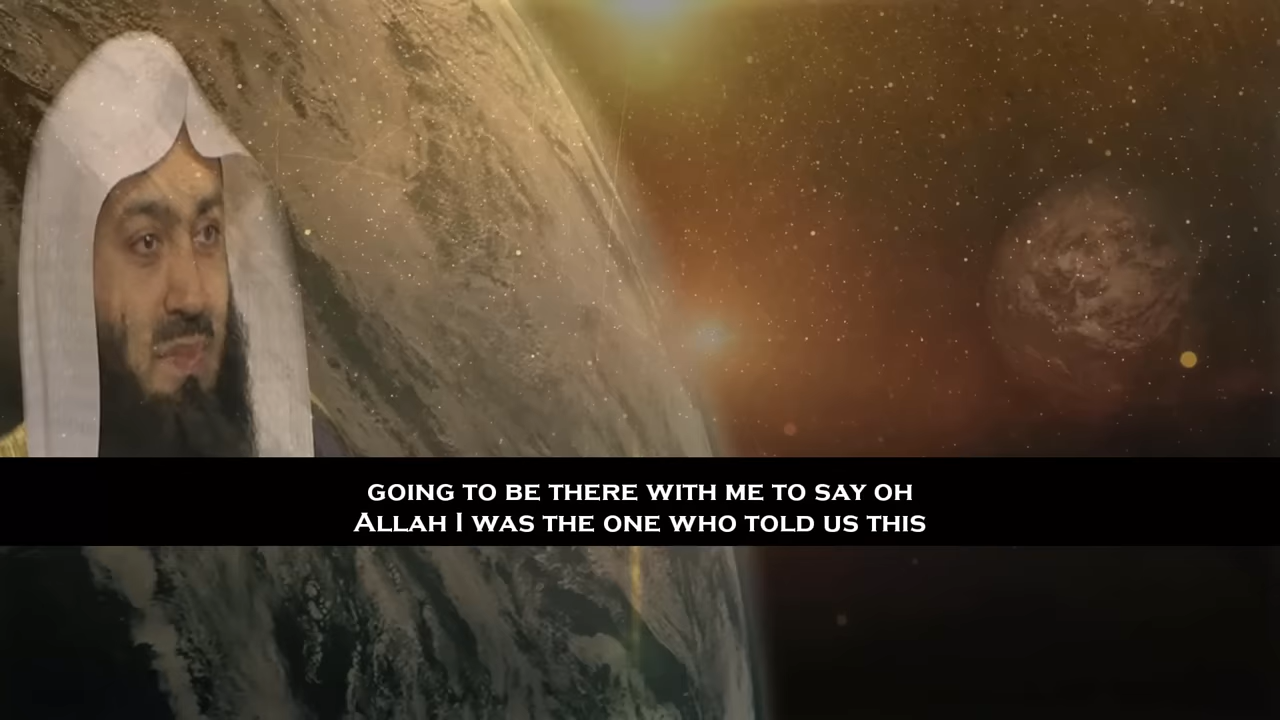 GOING TO BE THERE WITH ME TO SAY OH
ALLAH I WAS THE ONE WHO TOLD US THIS